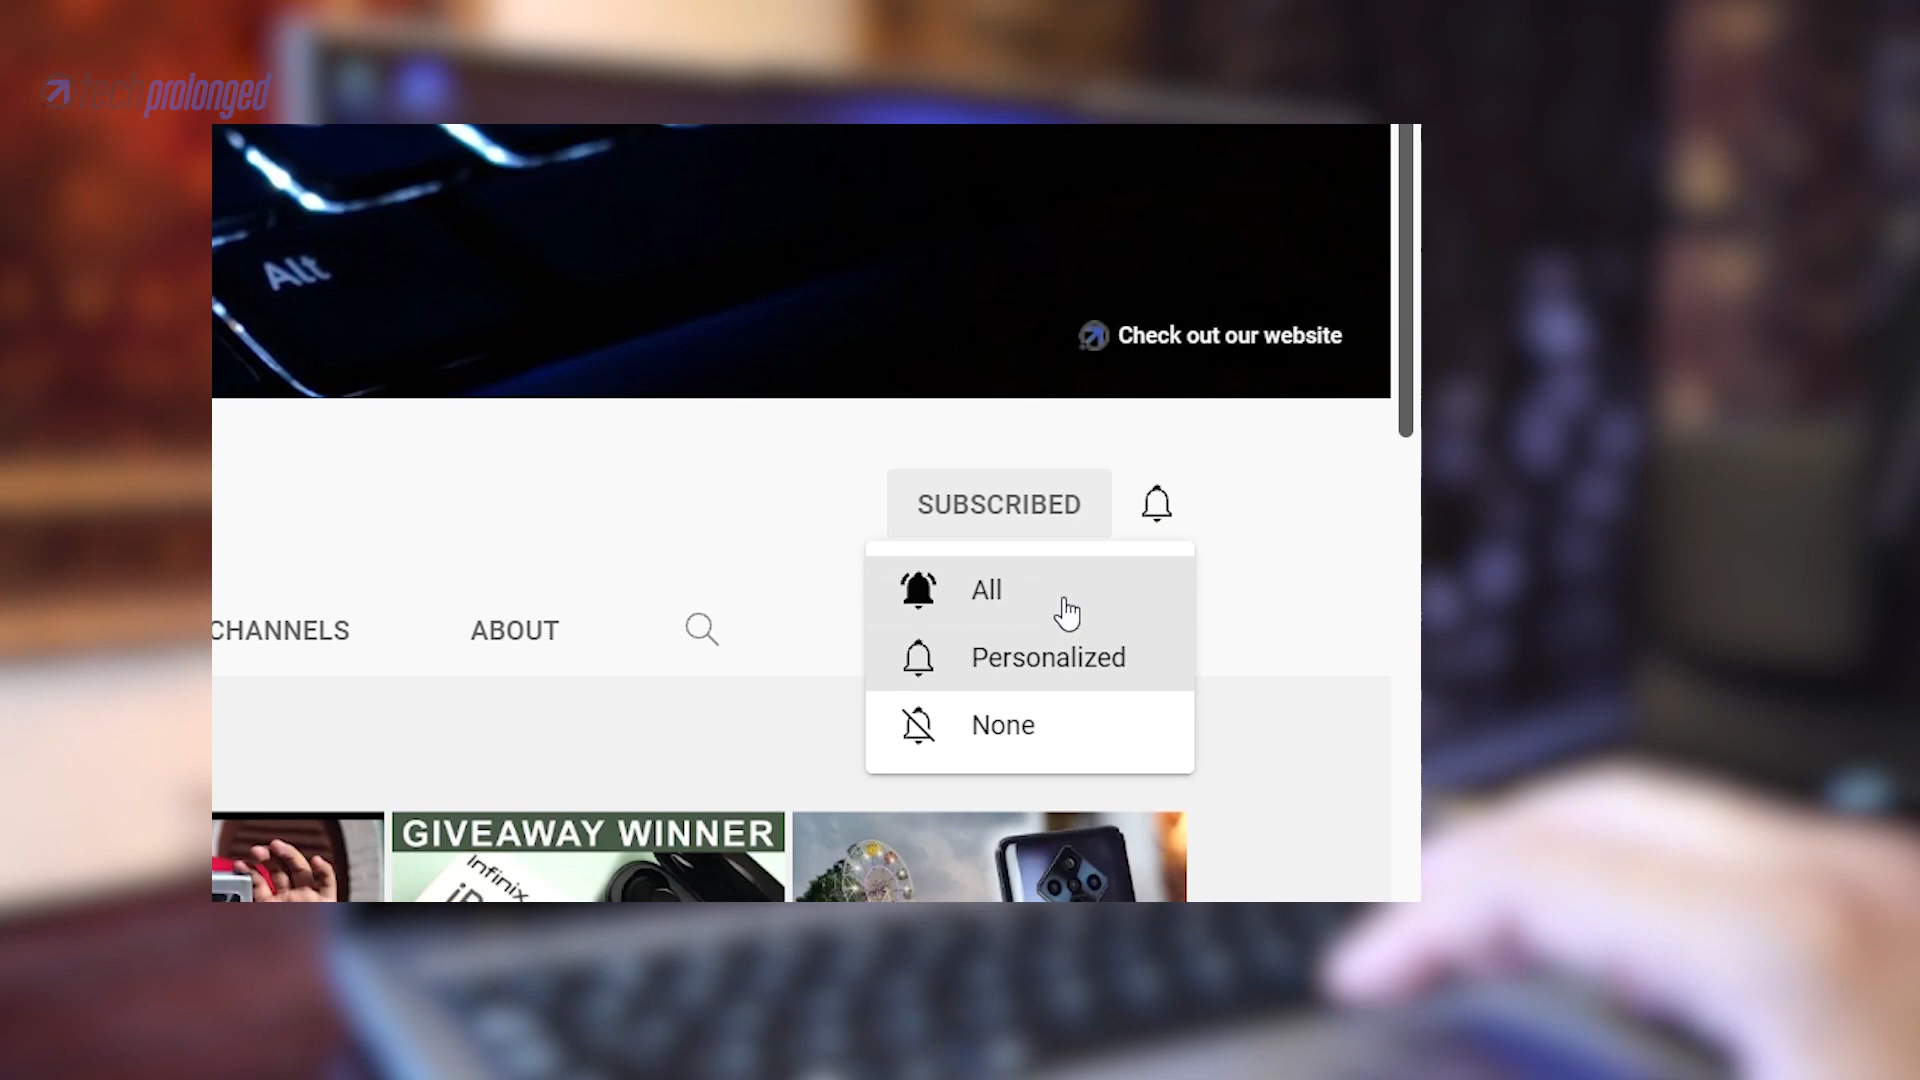 techprolonged
Alt
Check out our website
SUBSCRIBED
All
CHANNELS
ABOUT
Personalized
None
GIVEAWAY WINNER
Infinix